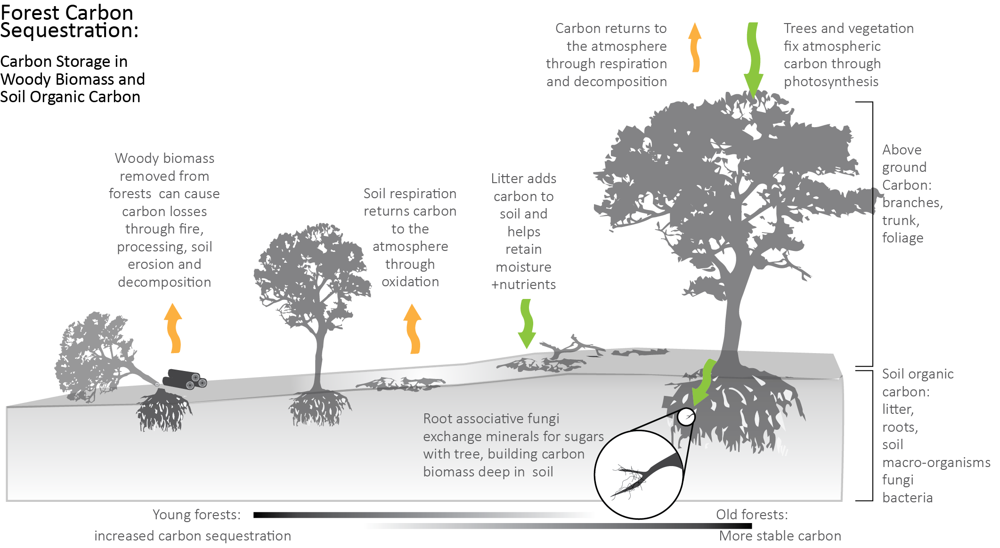 Forest Carbon
Sequestration:
Carbon Storage in
Woody Biomass and
Soil Organic Carbon
Carbon returns to
the atmosphere
through respiration
and decomposition
Trees and vegetation
fix atmospheric
carbon through
photosynthesis
Woody biomass
removed from
forests can cause
carbon losses
through fire,
processing, soil
erosion and
decomposition
Soil respiration
returns carbon
to the
atmosphere
through
oxidation
Litter adds
carbon to
soil and
helps
retain
moisture
+nutrients
Above
ground
Carbon:
branches,
trunk,
foliage
Root associative fungi
exchange minerals for sugars
with tree, building carbon
biomass deep in soil
Soil organic
carbon:
litter,
roots,
soil
macro-organisms
fungi
bacteria
Young forests:
increased carbon sequestration
Old forests:
More stable carbon